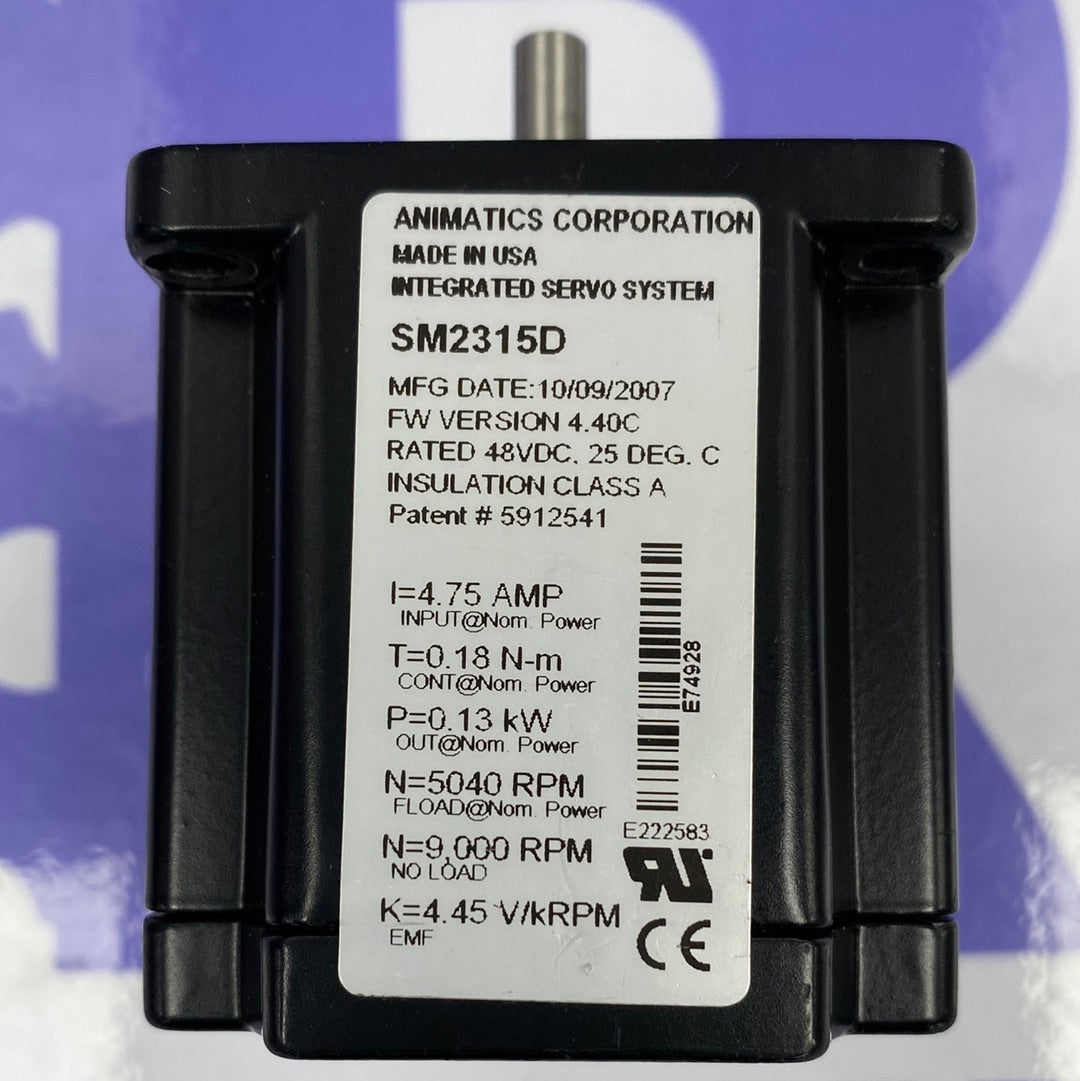 ANIMATICS CORPORATION
MADE IN USA
INTEGRATED SERVO SYSTEM
SM2315D
MFG DATE:10/09/2007
FW VERSION 4.40C
RATED 48VDC, 25 DEG. C
INSULATION CLASS A
Patent # 5912541
I=4.75 AMP
INPUT@Nom. Power
T=0.18 N-m
CONT@Nom. Power
P=0.13 kW
OUT@Nom. Power
N=5040 RPM
FLOAD@Nom. Power
N=9,000 RPM
NO LOAD
K=4.45 V/kRPM
EMF
E74928
E222583
RU
CE